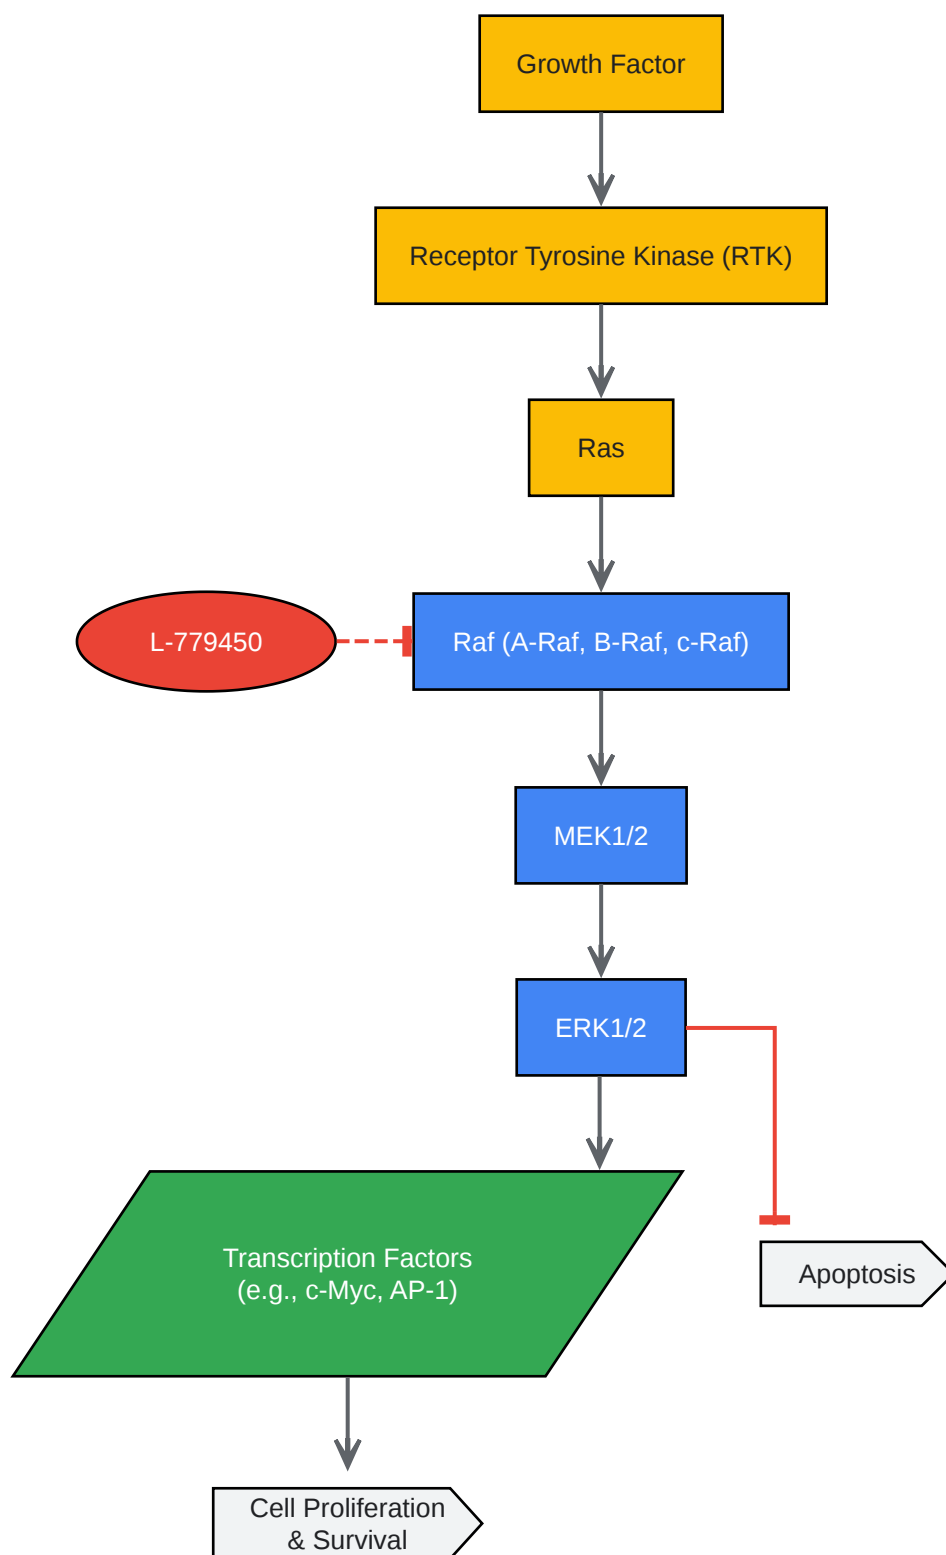 Growth Factor
Receptor Tyrosine Kinase (RTK)
Ras
L-779450
Raf (A-Raf, B-Raf, c-Raf)
MEK1/2
ERK1/2
Transcription Factors
(e.g., c-Myc, AP-1)
Apoptosis
Cell Proliferation
& Survival